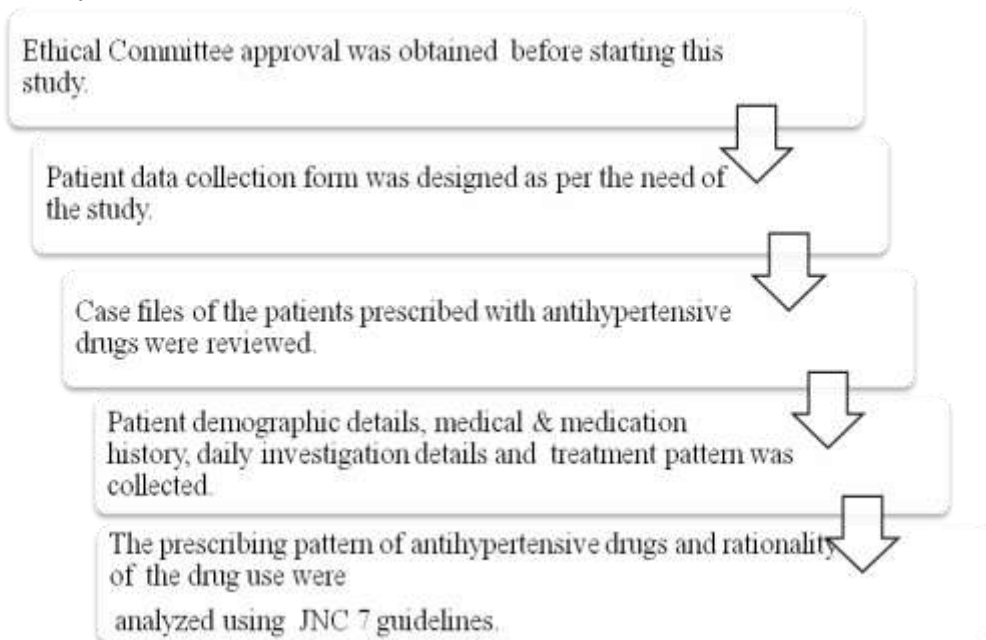 Ethical Committee approval was obtained before starting this
study.
Patient data collection form was designed as per the need of
the study.
Case files of the patients prescribed with antihypertensive
drugs were reviewed.
Patient demographic details, medical & medication
history, daily investigation details and treatment pattern was
collected.
The prescribing pattern of antihypertensive drugs and rationality
of the drug use were
analyzed using JNC 7 guidelines.